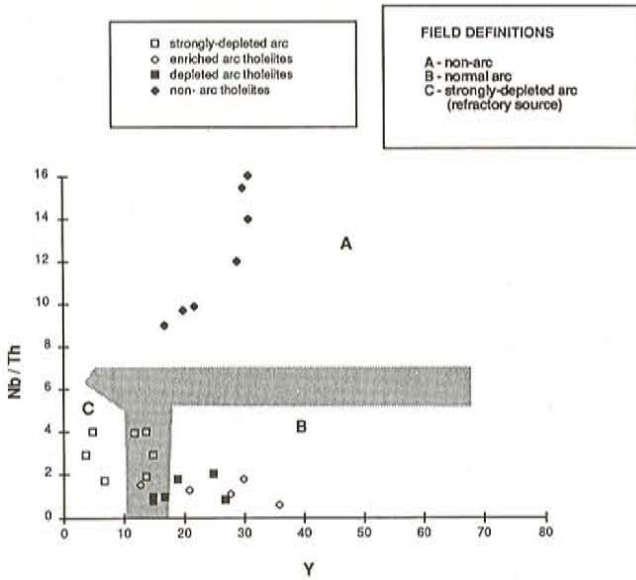 strongly-depleted arc
enriched arc tholeiites
depleted arc tholeiites
non- arc tholeiites
FIELD DEFINITIONS
A - non-arc
B - normal arc
C - strongly-depleted arc
(refractory source)
16
14
12
10
8
6
4
2
0
Nb / Th
A
B
C
0 10 20 30 40 50 60 70 80
Y